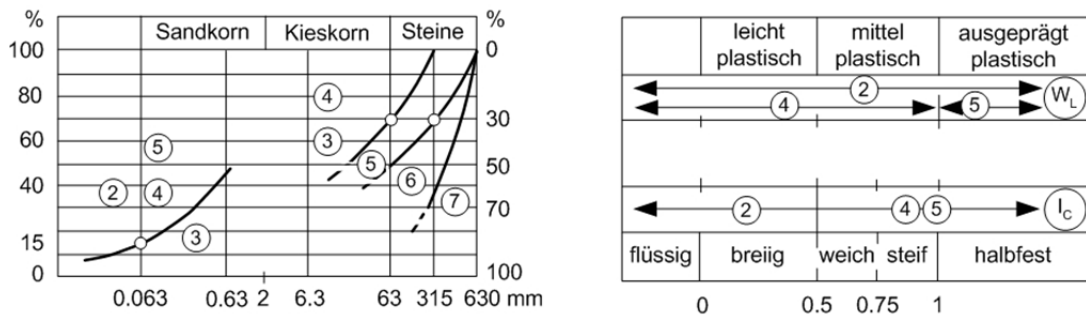 % Sandkorn Kieskorn Steine %
100 0
80 4
60 3 30
5 5 50
40 2 4 6
7 70
15 3
0 100
0.063 0.63 2 6.3 63 315 630 mm
leicht plastisch mittel plastisch ausgeprägt plastisch
2 W_L
4 5
2 4 5 I_C
flüssig breiig weich steif halbfest
0 0.5 0.75 1